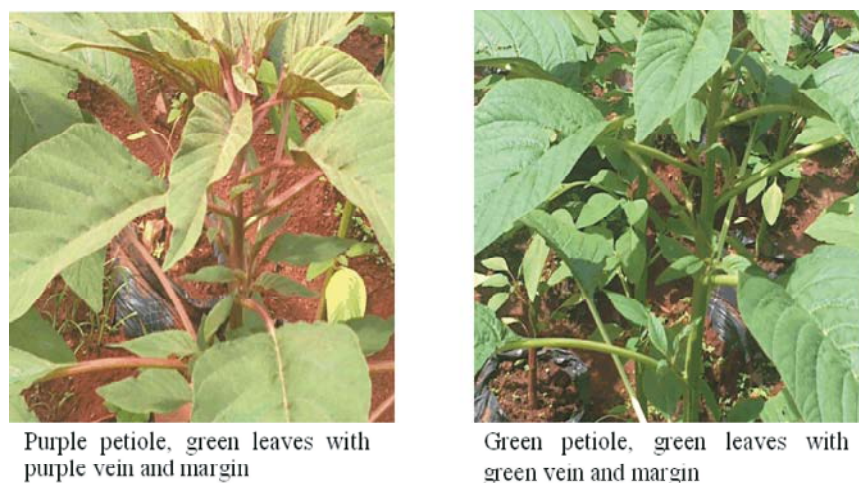 Purple petiole, green leaves with
purple vein and margin
Green petiole, green leaves with
green vein and margin